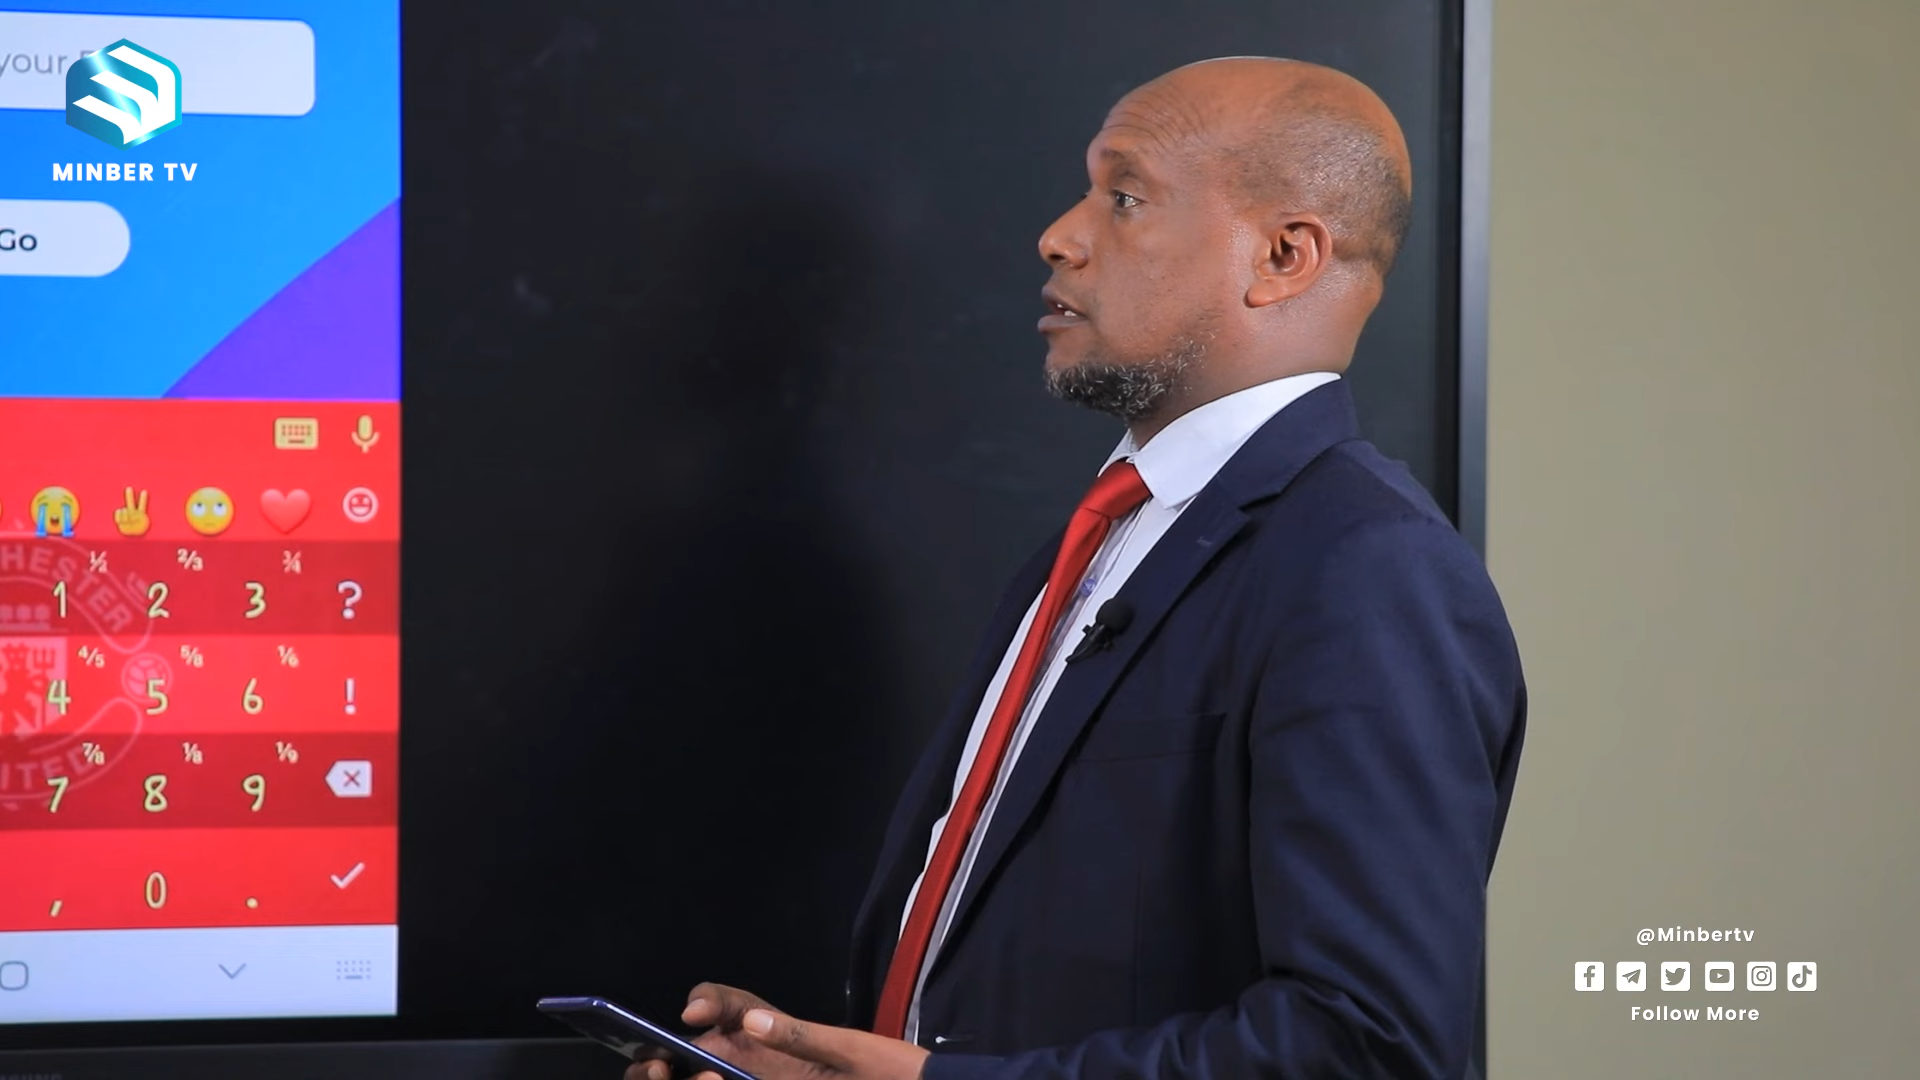 your
MINBER TV
Go
½ ⅔ ¾
1 2 3 ?
⅘ ⅝ ⅙
4 5 6 !
⅞ ⅛ ⅑
7 8 9
, 0 .
@Minbertv
Follow More